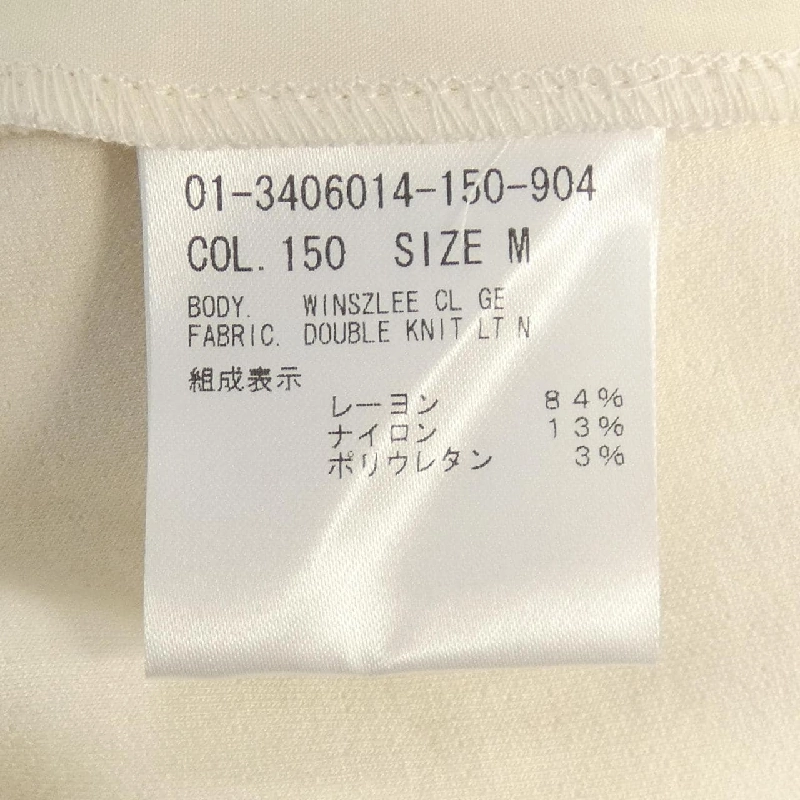 01-3406014-150-904
COL. 150 SIZE M
BODY. WINSZLEE CL GE
FABRIC. DOUBLE KNIT LT N
組成表示
レーヨン 84%
ナイロン 13%
ポリウレタン 3%